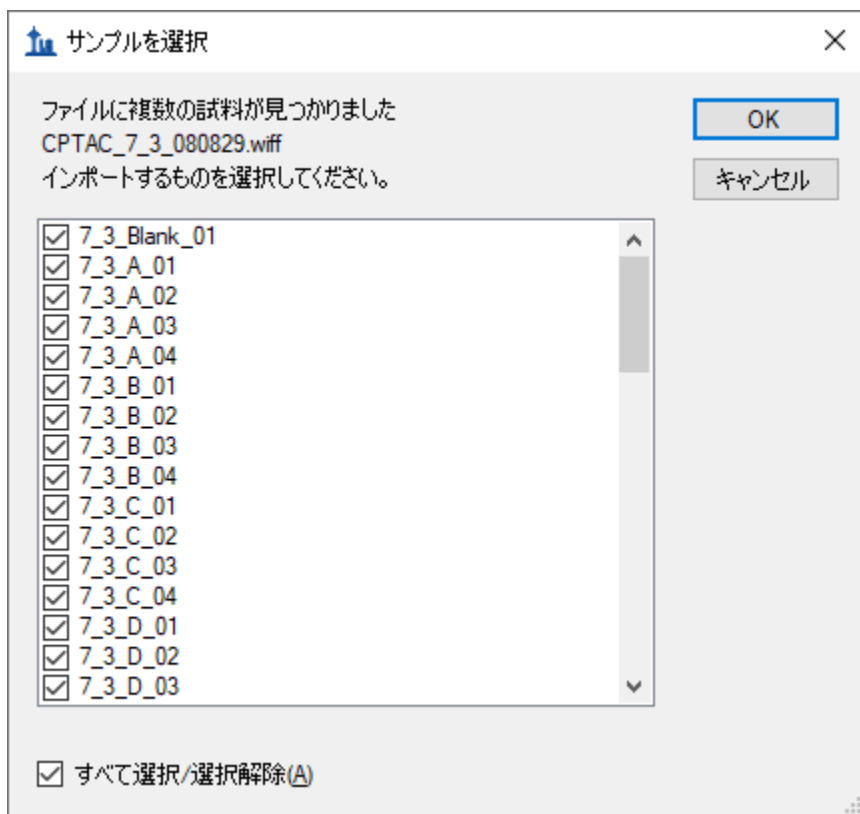 サンプルを選択
ファイルに複数の試料が見つかりました
CPTAC_7_3_080829.wiff
インポートするものを選択してください。
OK
キャンセル
7_3_Blank_01
7_3_A_01
7_3_A_02
7_3_A_03
7_3_A_04
7_3_B_01
7_3_B_02
7_3_B_03
7_3_B_04
7_3_C_01
7_3_C_02
7_3_C_03
7_3_C_04
7_3_D_01
7_3_D_02
7_3_D_03
すべて選択/選択解除(A)